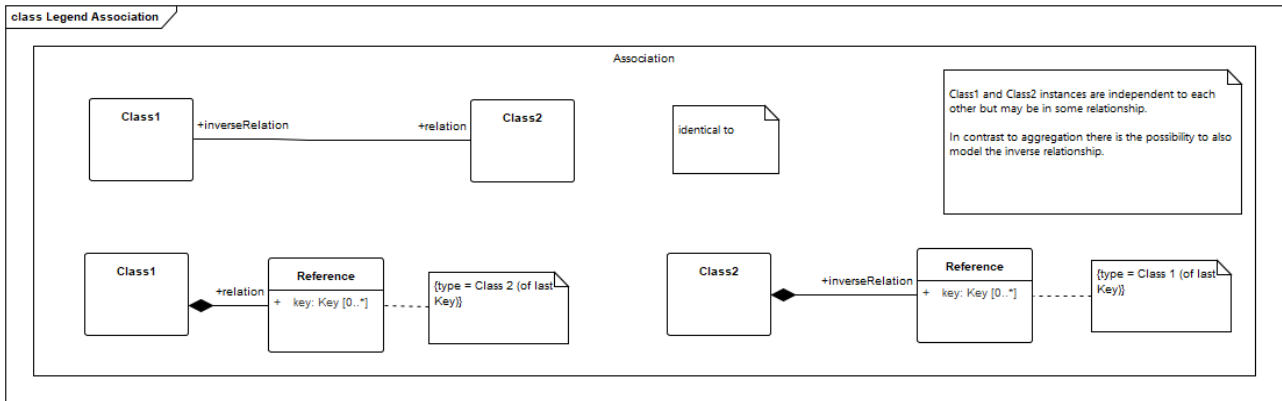 class Legend Association
Association
Class1
+inverseRelation
+relation
Class2
identical to
Class1 and Class2 instances are independent to each
other but may be in some relationship.
In contrast to aggregation there is the possibility to also
model the inverse relationship.
Class1
+relation
Reference
+ key: Key [0..*]
{type = Class 2 (of last
Key)}
Class2
+inverseRelation
Reference
+ key: Key [0..*]
{type = Class 1 (of last
Key)}